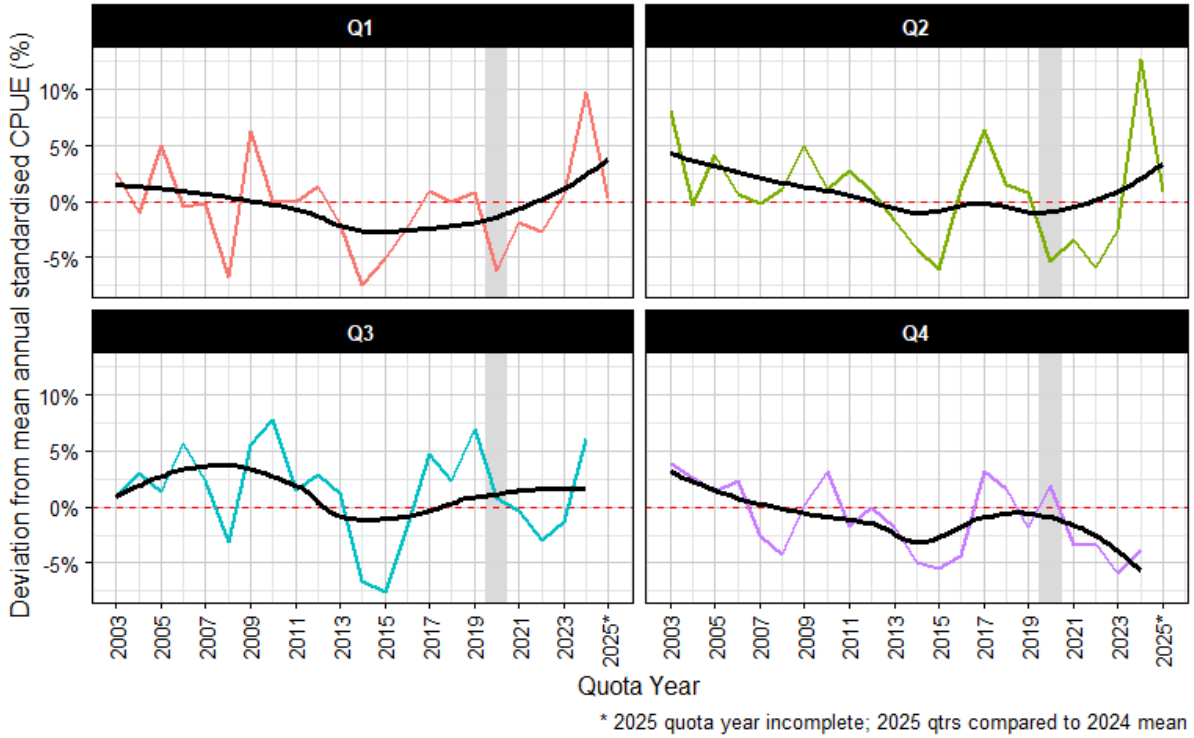 Deviation from mean annual standardised CPUE (%)
Q1
Q2
10%
5%
0%
-5%
Q3
Q4
10%
5%
0%
-5%
2003 2005 2007 2009 2011 2013 2015 2017 2019 2021 2023 2025*
2003 2005 2007 2009 2011 2013 2015 2017 2019 2021 2023 2025*
Quota Year
* 2025 quota year incomplete; 2025 qtrs compared to 2024 mean